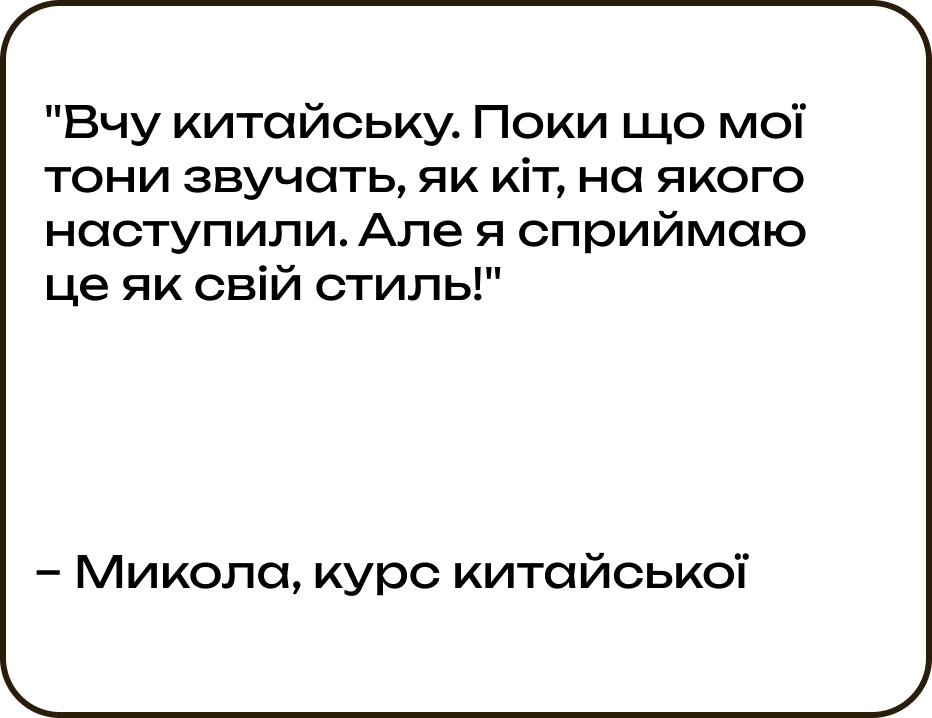 "Вчу китайську. Поки що мої
тони звучать, як кіт, на якого
наступили. Але я сприймаю
це як свій стиль!"
– Микола, курс китайської